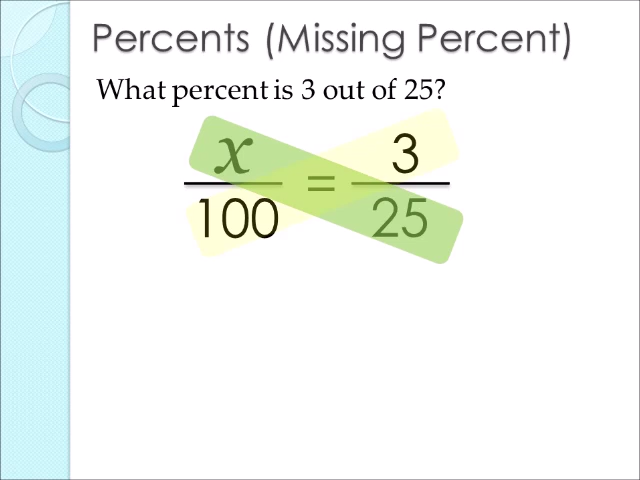 Percents (Missing Percent)
What percent is 3 out of 25?
x/100 = 3/25